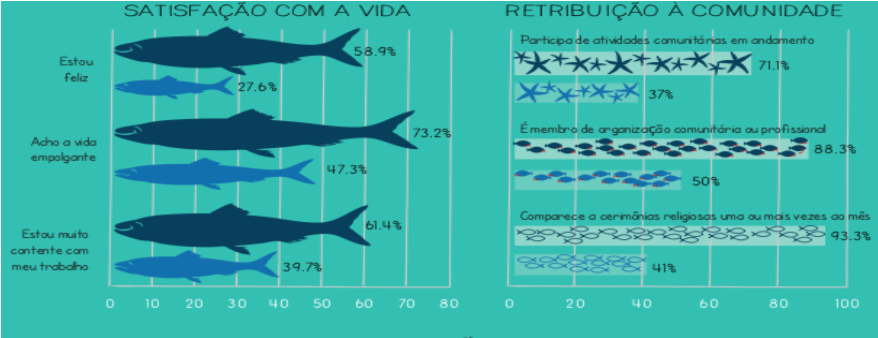 SATISFAÇÃO COM A VIDA
Estou
feliz
58.9%
27.6%
Acho a vida
empolgante
73.2%
47.3%
Estou muito
contente com
meu trabalho
61.4%
39.7%
0 10 20 30 40 50 60 70 80
RETRIBUIÇÃO À COMUNIDADE
Participa de atividades comunitárias em andamento
71.1%
37%
É membro de organização comunitária ou profissional
88.3%
50%
Comparece a cerimônias religiosas uma ou mais vezes ao mês
93.3%
41%
0 20 40 60 80 100